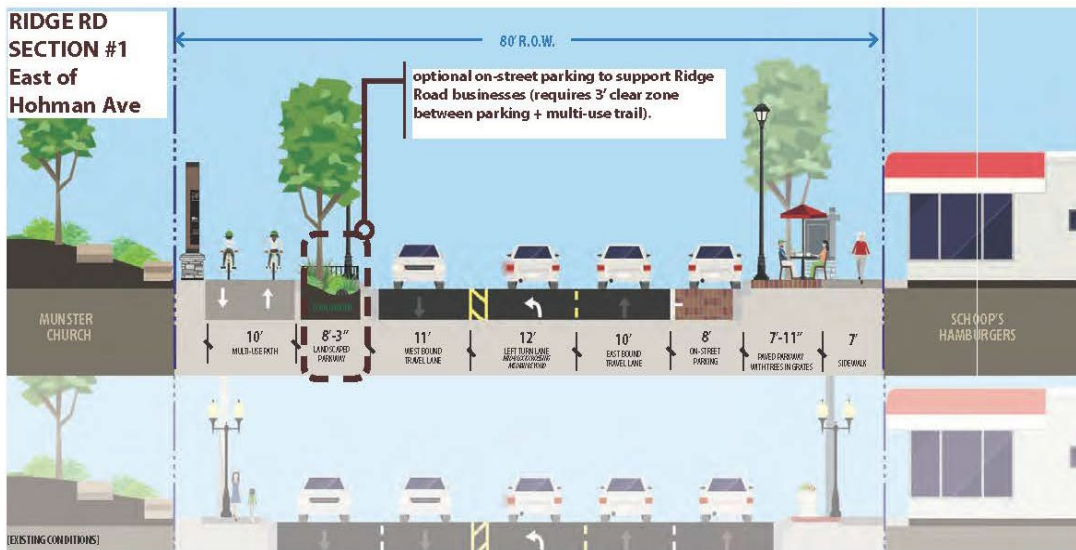 RIDGE RD
SECTION #1
East of
Hohman Ave
80' R.O.W.
optional on-street parking to support Ridge
Road businesses (requires 3' clear zone
between parking + multi-use trail).
MUNSTER
CHURCH
10'
MULTI-USE PATH
8'-3"
LANDSCAPED
PARKWAY
11'
WEST BOUND
TRAVEL LANE
12'
LEFT TURN LANE
10'
EAST BOUND
TRAVEL LANE
8'
ON-STREET
PARKING
7'-11"
PAVED PARKWAY
WITH TREES IN GRATES
7'
SIDEWALK
SCHOOP'S
HAMBURGERS
[EXISTING CONDITIONS]